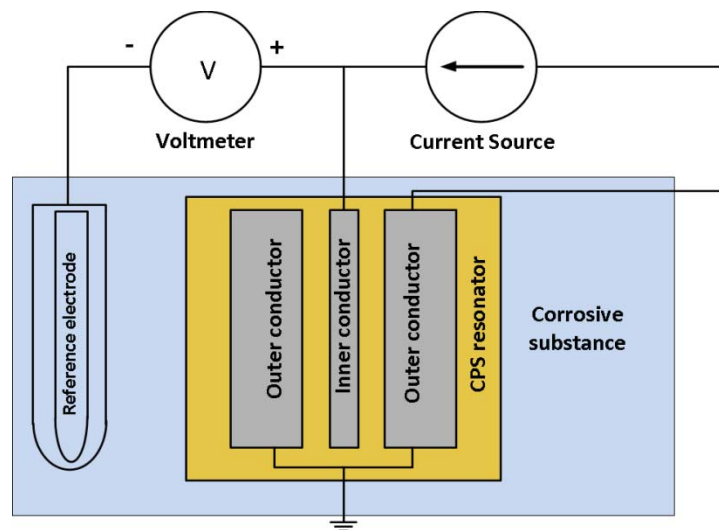 -
+
V
Voltmeter
Current Source
Reference electrode
Outer conductor
Inner conductor
Outer conductor
CPS resonator
Corrosive
substance